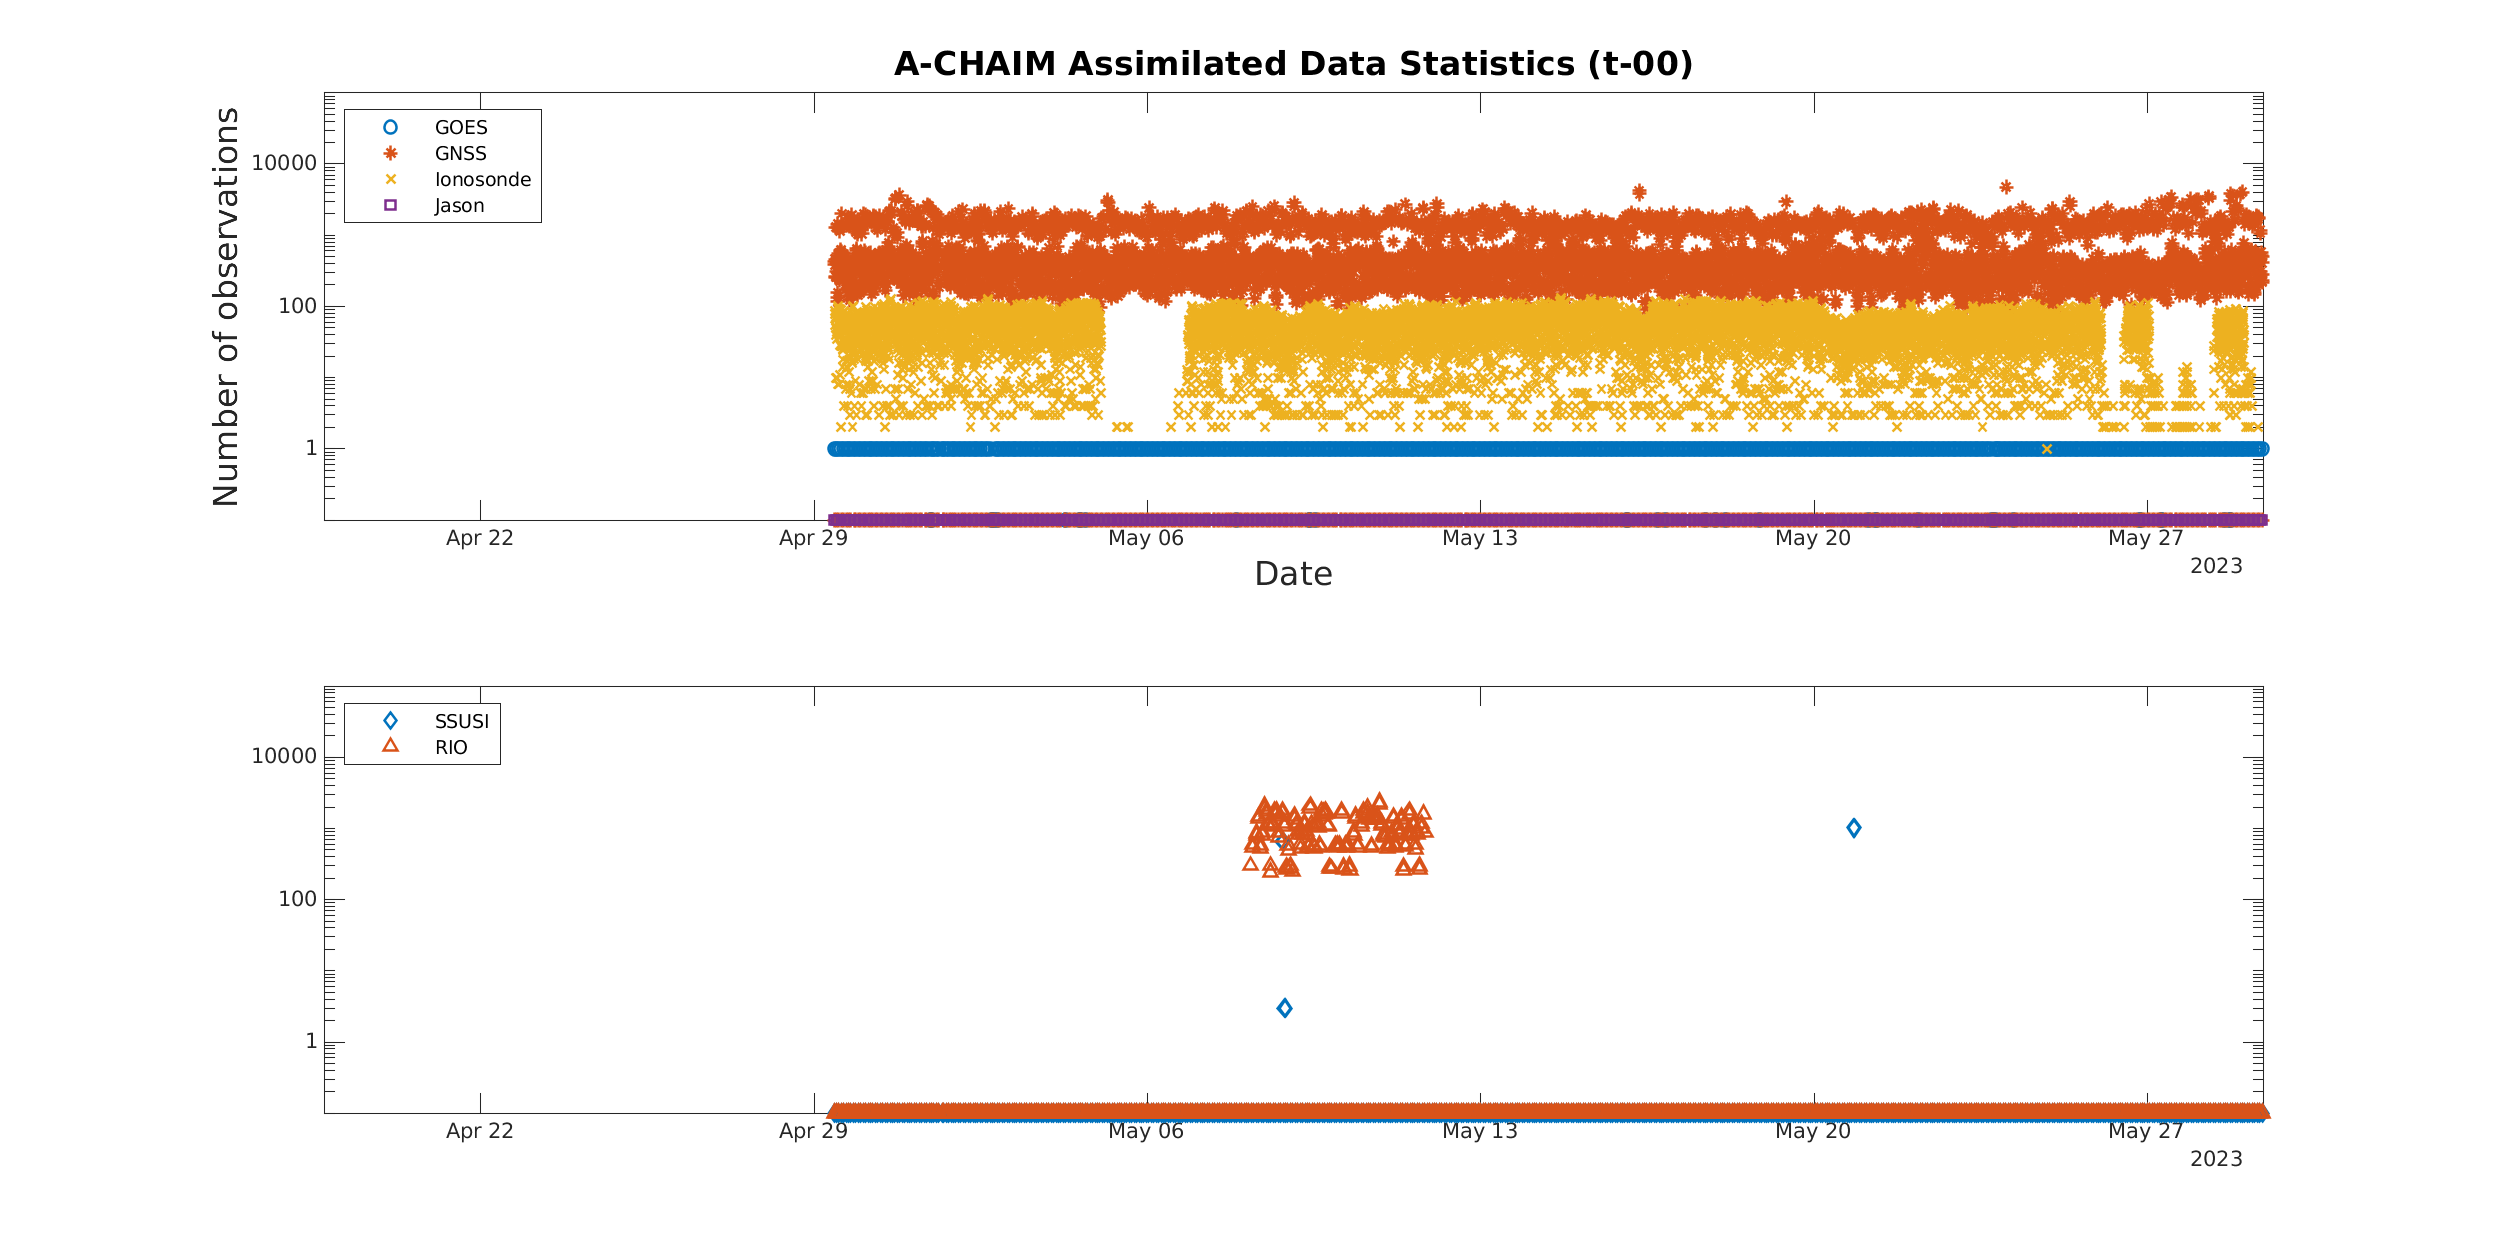 A-CHAIM Assimilated Data Statistics (t-00)
Number of observations
10000
100
1
GOES
GNSS
Ionosonde
Jason
Apr 22 Apr 29 May 06 May 13 May 20 May 27
2023
Date
10000
100
1
SSUSI
RIO
Apr 22 Apr 29 May 06 May 13 May 20 May 27
2023